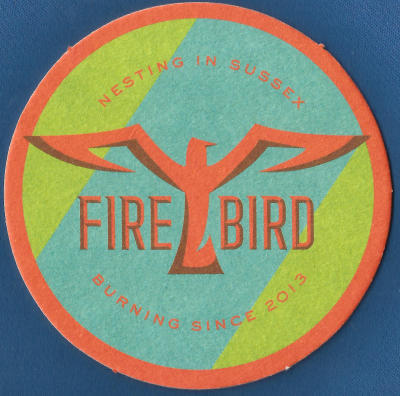 NESTING IN SUSSEX
FIRE BIRD
BURNING SINCE 2013